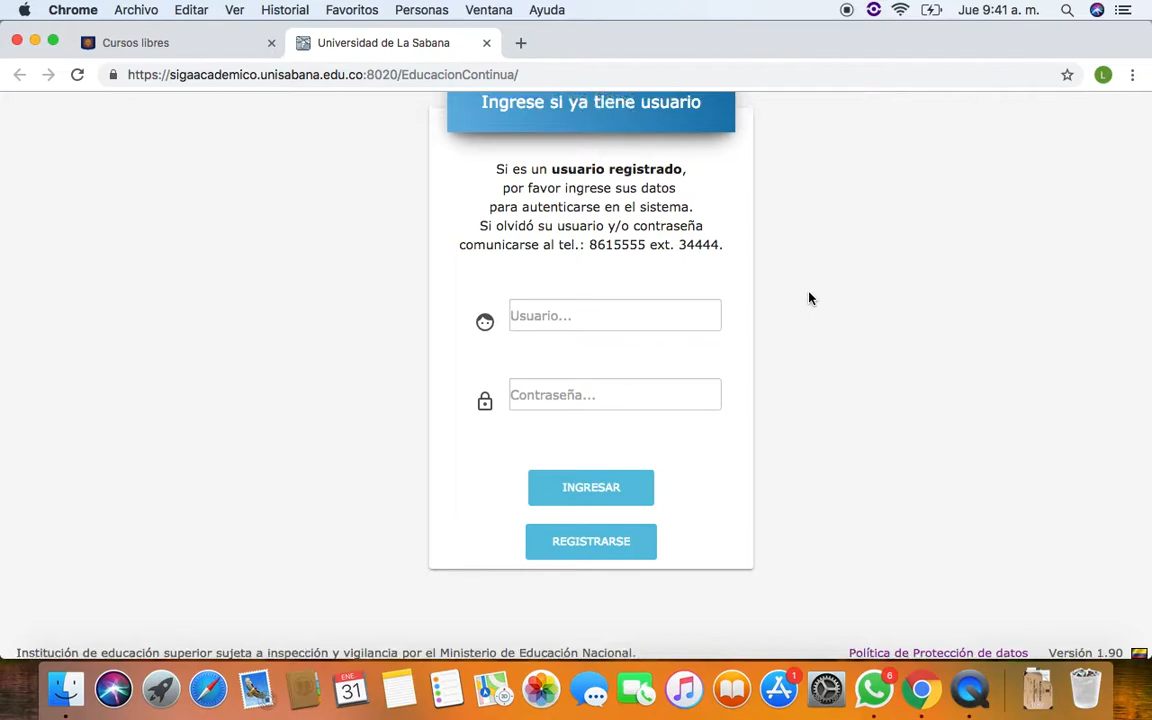 Chrome Archivo Editar Ver Historial Favoritos Personas Ventana Ayuda Jue 9:41 a. m.
Cursos libres Universidad de La Sabana
https://sigaacademico.unisabana.edu.co:8020/EducacionContinua/ L
Ingrese si ya tiene usuario
Si es un usuario registrado,
por favor ingrese sus datos
para autenticarse en el sistema.
Si olvidó su usuario y/o contraseña
comunicarse al tel.: 8615555 ext. 34444.
Usuario...
Contraseña...
INGRESAR
REGISTRARSE
Institución de educación superior sujeta a inspección y vigilancia por el Ministerio de Educación Nacional. Política de Protección de datos Versión 1.90
ENE 31 1 6